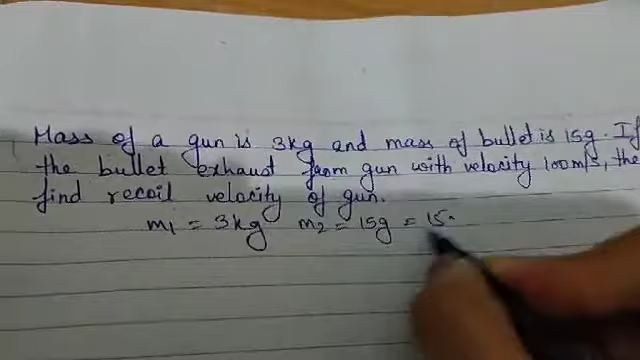 Mass of a gun is 3kg and mass of bullet is 15g. If
the bullet exhaust from gun with velocity 100m/s, the
find recoil velocity of gun.
m1 = 3kg m2 = 15g = 15